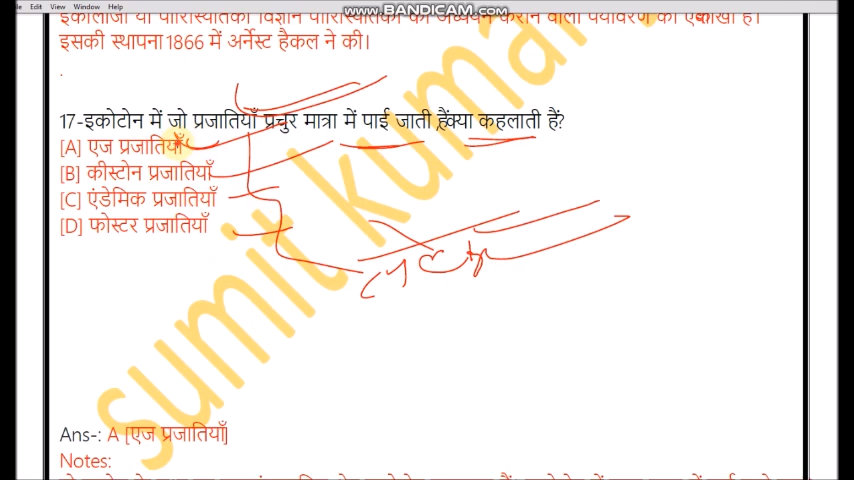 Edit View Window Help
WWW.BANDICAM.COM
इसकी स्थापना 1866 में अर्नेस्ट हैकल ने की।
17-इकोटोन में जो प्रजातियाँ प्रचुर मात्रा में पाई जाती हैं,क्या कहलाती हैं?
[A] एज प्रजातियाँ
[B] कीस्टोन प्रजातियाँ
[C] एंडेमिक प्रजातियाँ
[D] फोस्टर प्रजातियाँ
sumit kumar
Ans-: A [एज प्रजातियाँ]
Notes: